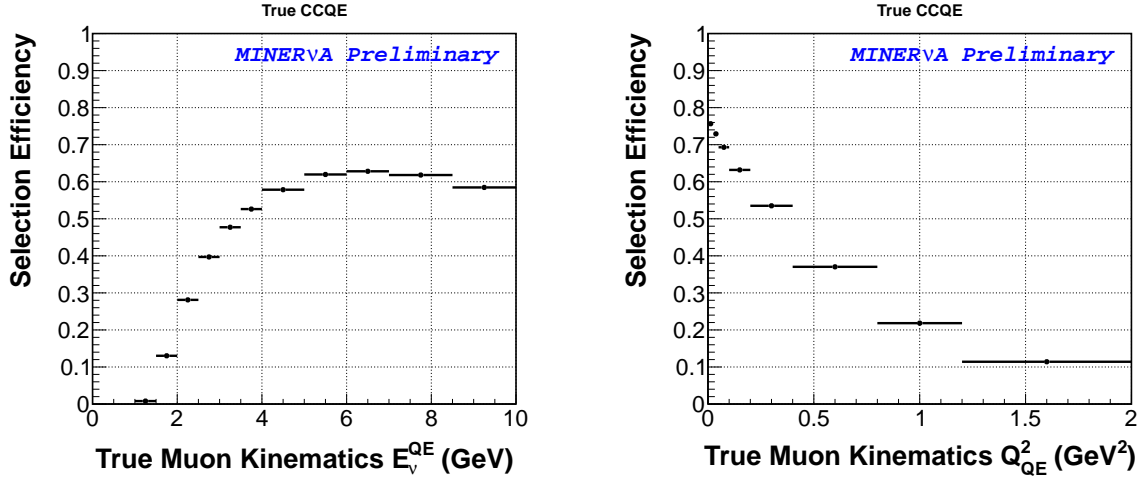 True CCQE
MINERνA Preliminary
Selection Efficiency
1
0.9
0.8
0.7
0.6
0.5
0.4
0.3
0.2
0.1
0
0 2 4 6 8 10
True Muon Kinematics E_ν^QE (GeV)
True CCQE
MINERνA Preliminary
Selection Efficiency
1
0.9
0.8
0.7
0.6
0.5
0.4
0.3
0.2
0.1
0
0 0.5 1 1.5 2
True Muon Kinematics Q²_QE (GeV²)